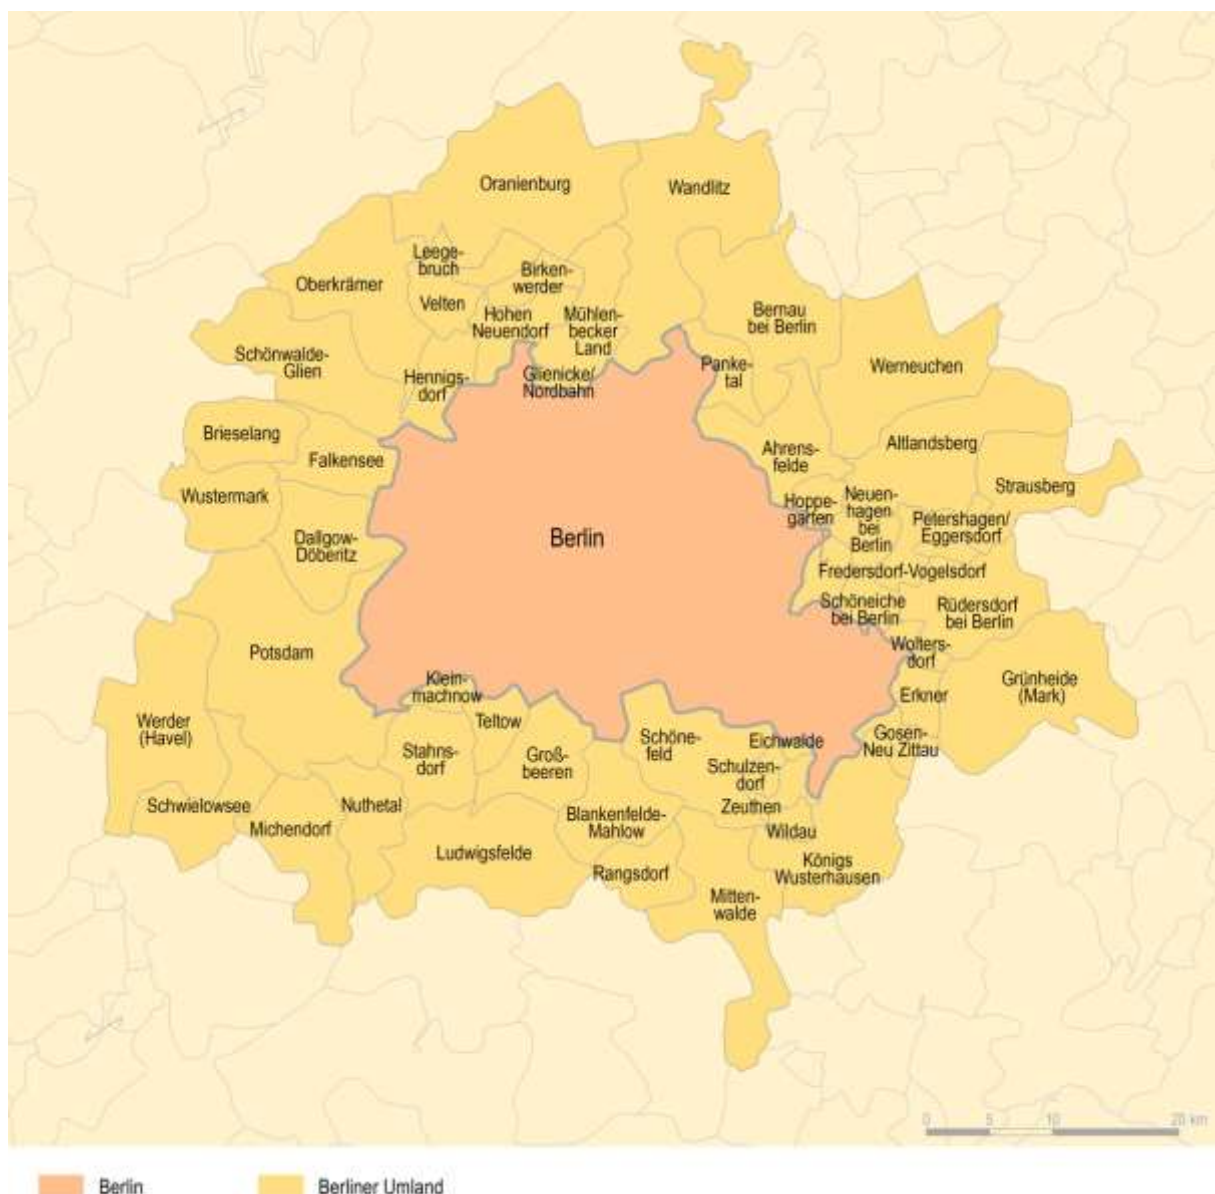 Oranienburg
Wandlitz
Leege-
bruch
Birken-
werder
Oberkrämer
Velten
Hohen
Neuendorf
Mühlen-
becker
Land
Bernau
bei Berlin
Schönwalde-
Glien
Hennigs-
dorf
Glienicke/
Nordbahn
Panke-
tal
Werneuchen
Brieselang
Falkensee
Ahrens-
felde
Altlandsberg
Wustermark
Hoppe-
garten
Neuen-
hagen
bei
Berlin
Strausberg
Dallgow-
Döberitz
Berlin
Petershagen/
Eggersdorf
Fredersdorf-Vogelsdorf
Schöneiche
bei Berlin
Rüdersdorf
bei Berlin
Potsdam
Wolters-
dorf
Klein-
machnow
Erkner
Grünheide
(Mark)
Werder
(Havel)
Teltow
Stahns-
dorf
Groß-
beeren
Schöne-
feld
Eichwalde
Gosen-
Neu Zittau
Schulzen-
dorf
Schwielowsee
Nuthetal
Zeuthen
Michendorf
Blankenfelde-
Mahlow
Wildau
Ludwigsfelde
Rangsdorf
Königs
Wusterhausen
Mitten-
walde
0 5 10 20 km
Berlin Berliner Umland